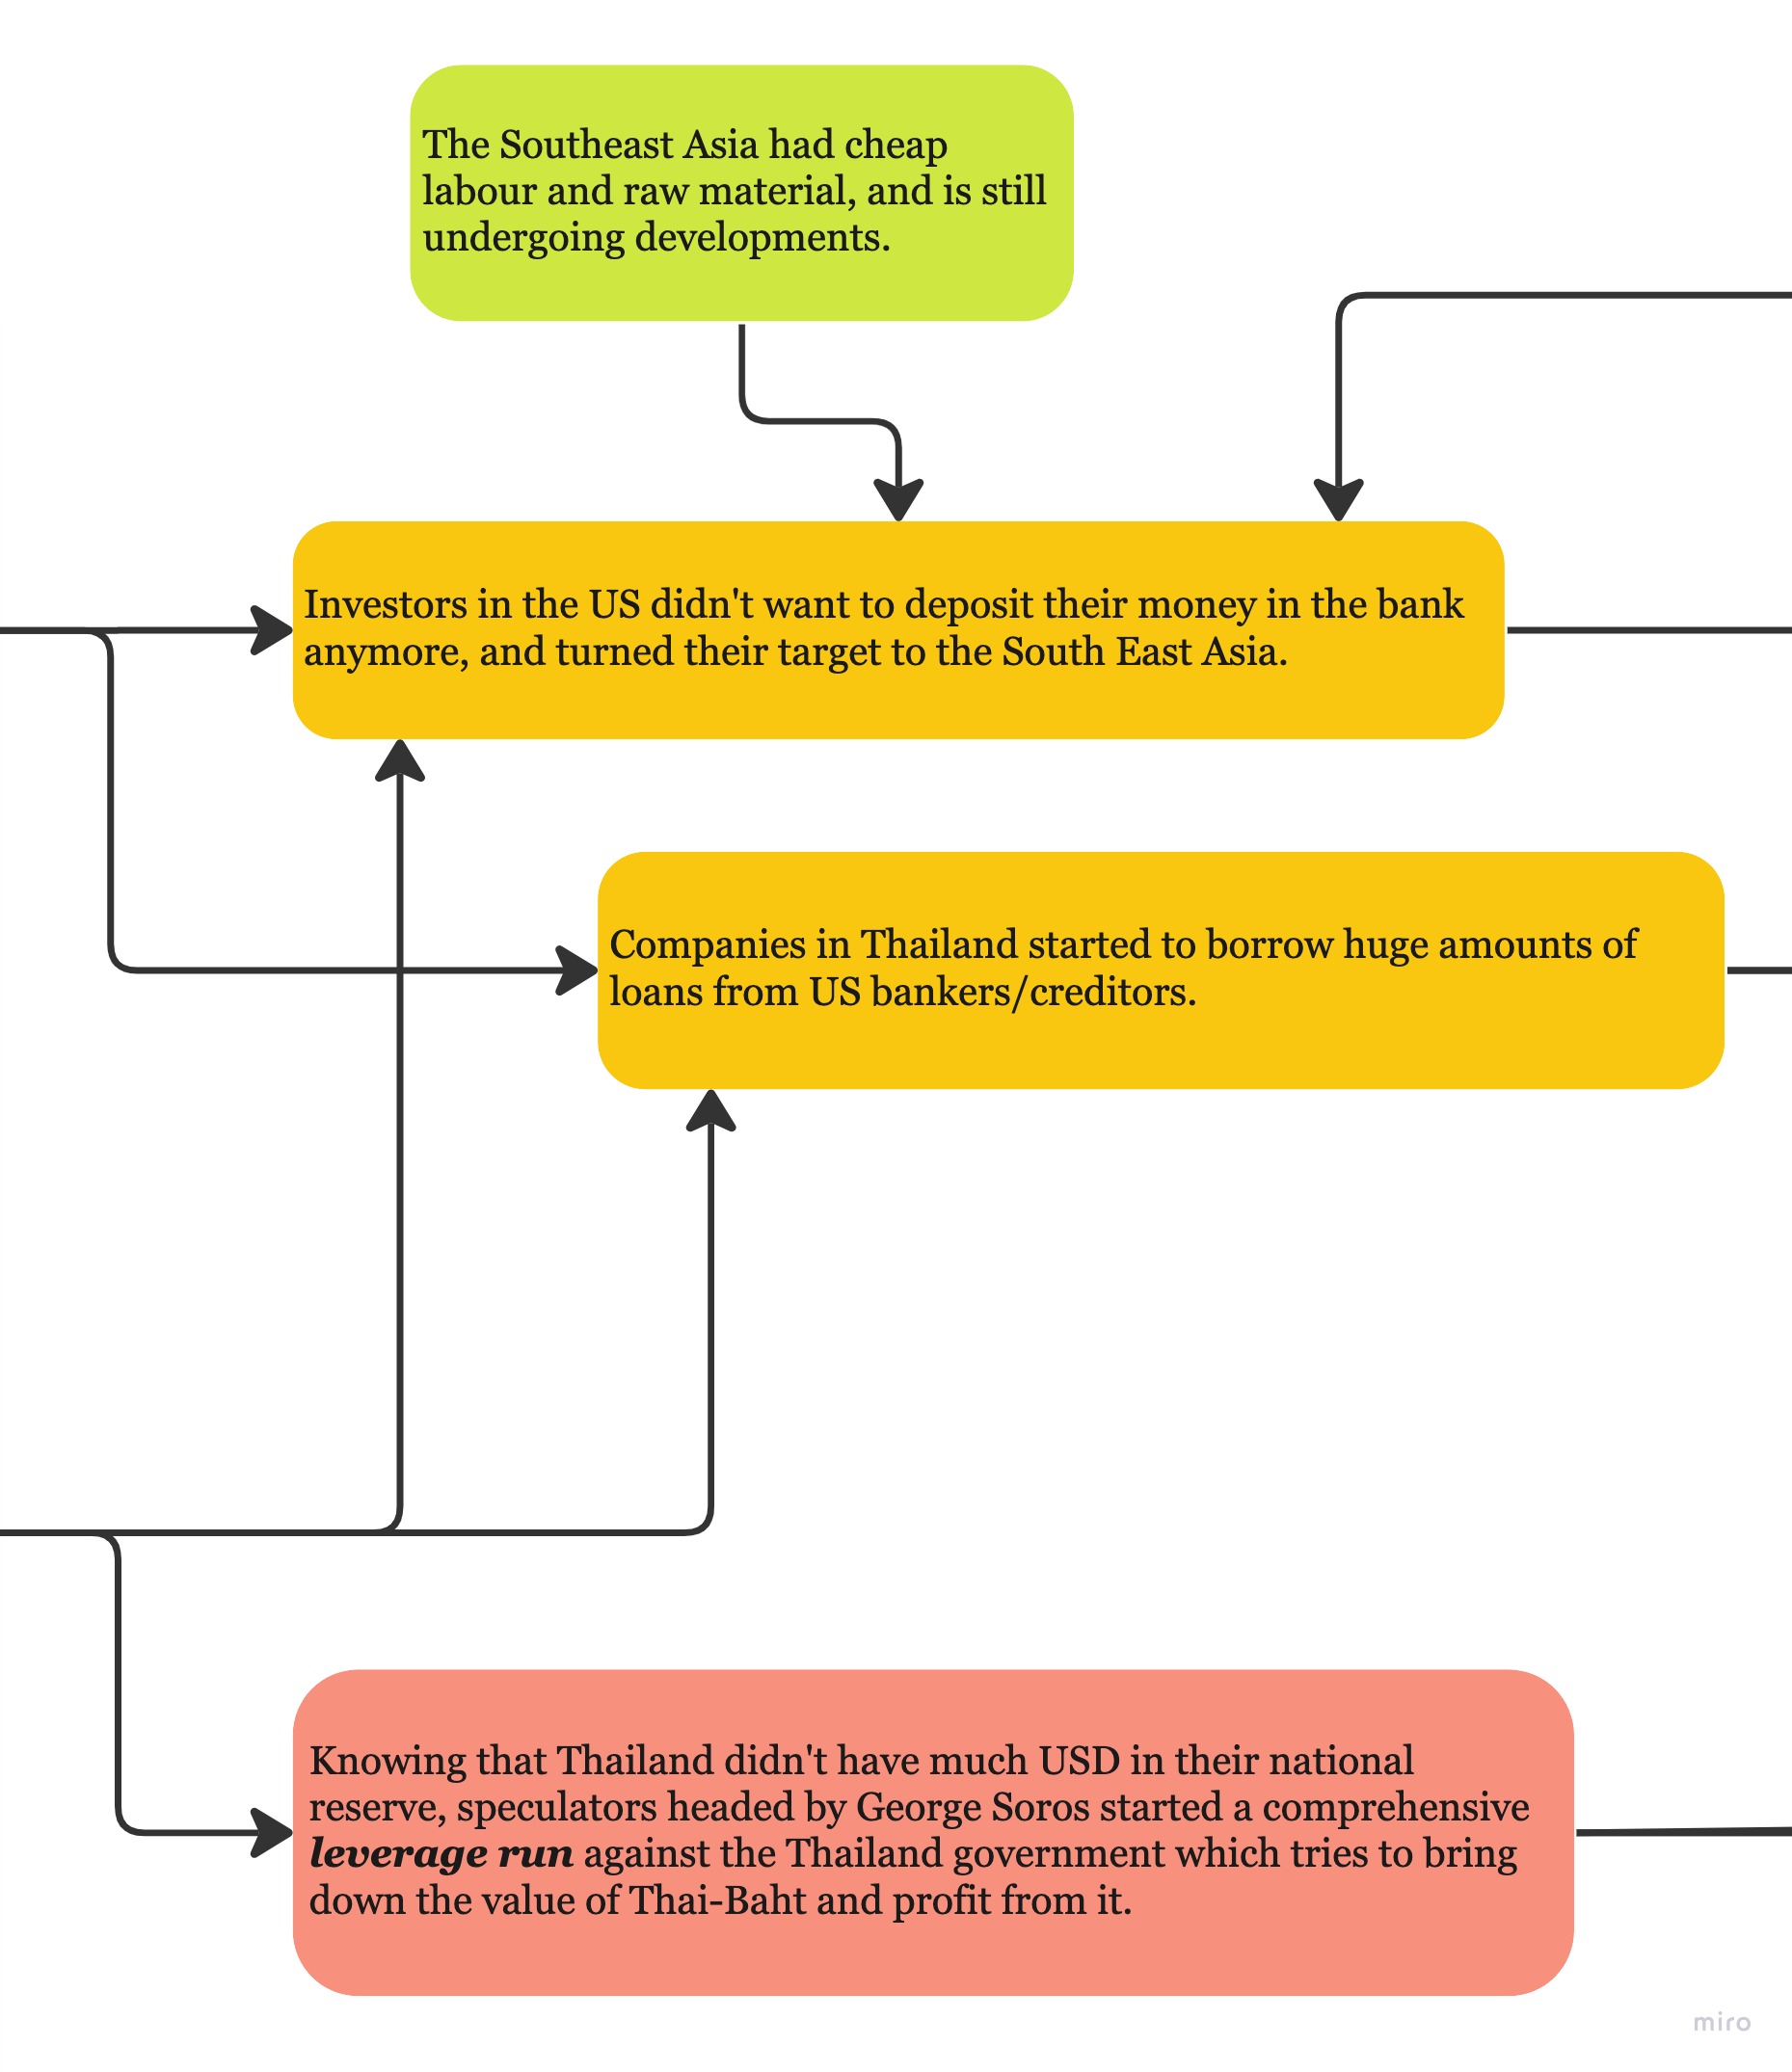 The Southeast Asia had cheap
labour and raw material, and is still
undergoing developments.
Investors in the US didn't want to deposit their money in the bank
anymore, and turned their target to the South East Asia.
Companies in Thailand started to borrow huge amounts of
loans from US bankers/creditors.
Knowing that Thailand didn't have much USD in their national
reserve, speculators headed by George Soros started a comprehensive
leverage run against the Thailand government which tries to bring
down the value of Thai-Baht and profit from it.
miro